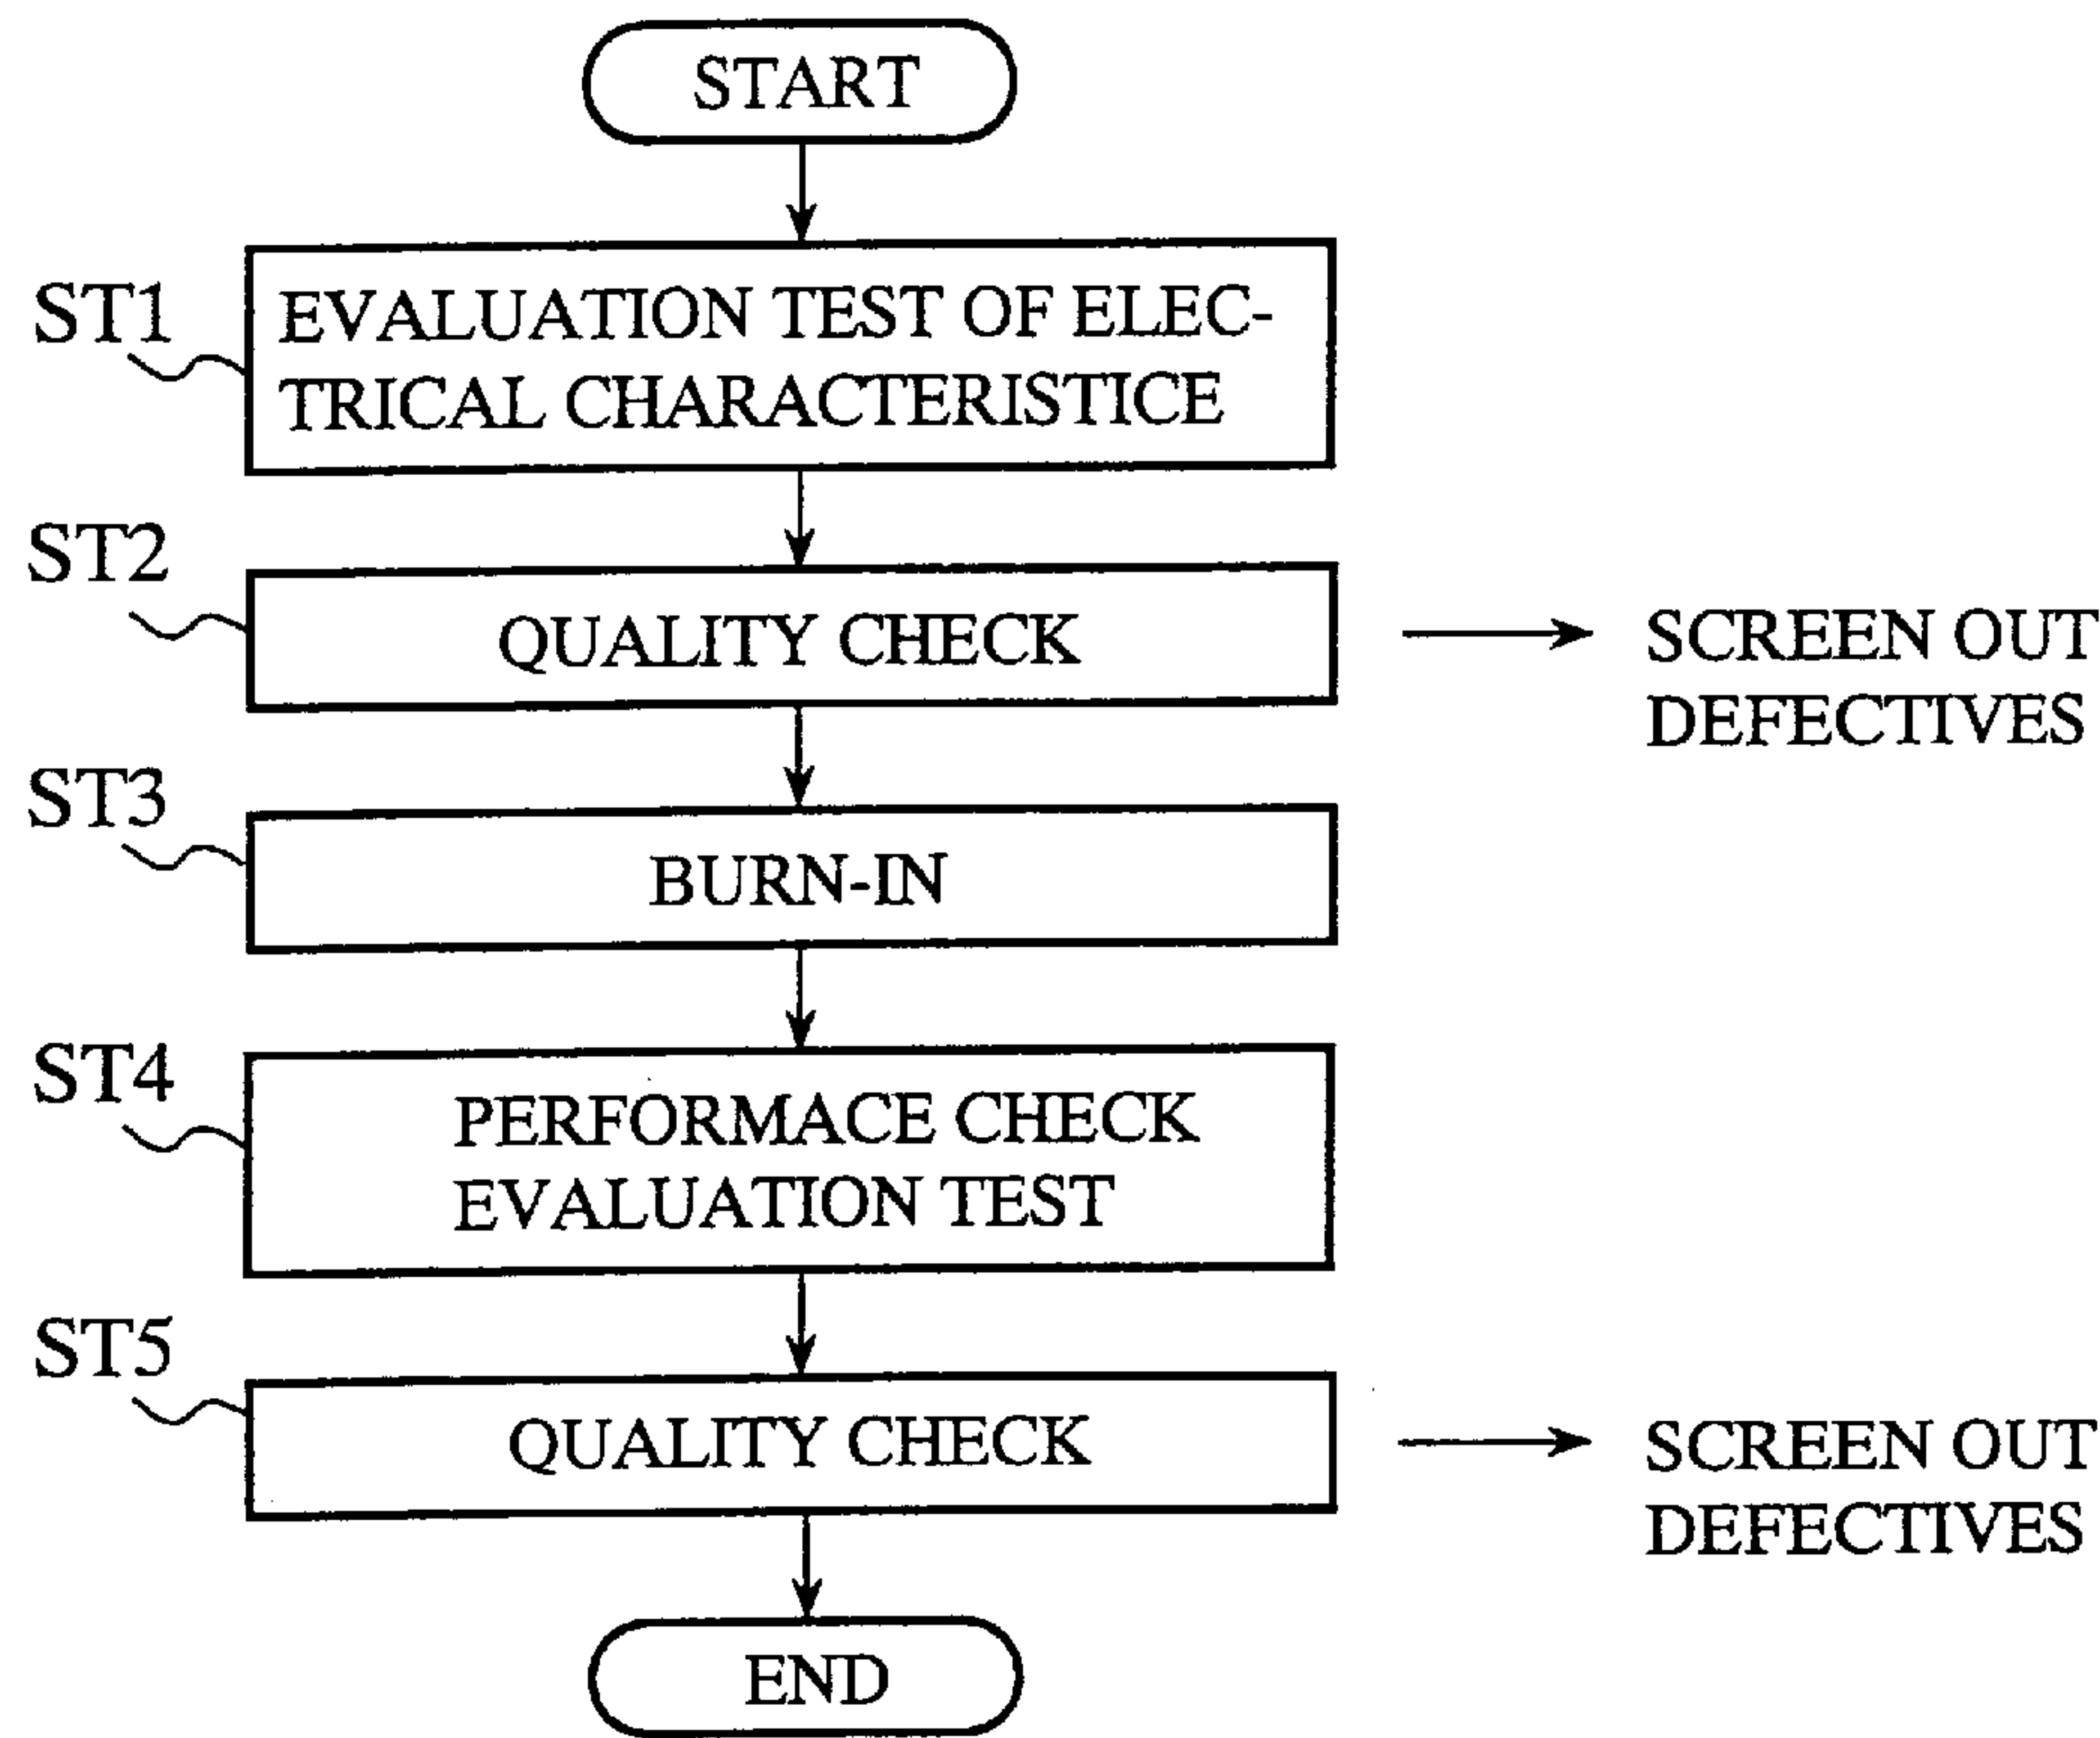 START
ST1
EVALUATION TEST OF ELEC-
TRICAL CHARACTERISTICE
ST2
QUALITY CHECK
SCREEN OUT
DEFECTIVES
ST3
BURN-IN
ST4
PERFORMACE CHECK
EVALUATION TEST
ST5
QUALITY CHECK
SCREEN OUT
DEFECTIVES
END